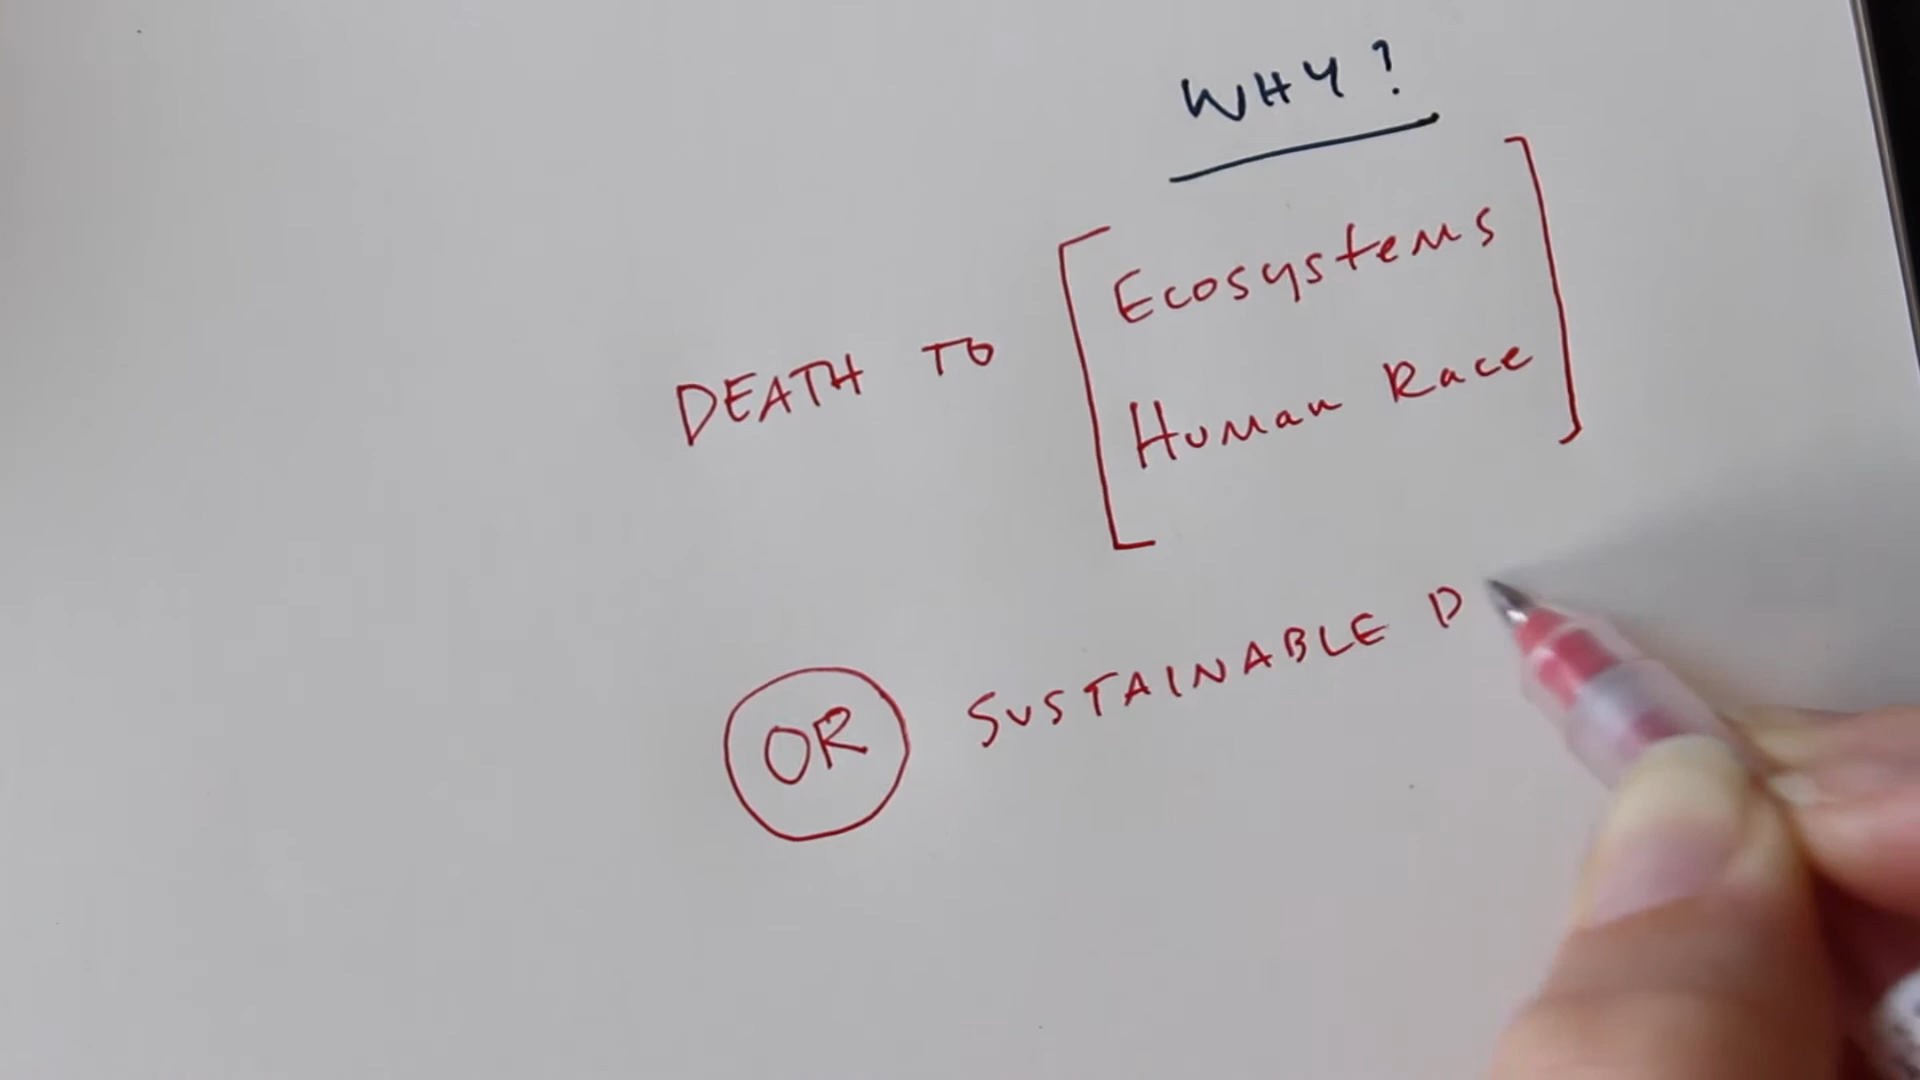 WHY?
Ecosystems
DEATH TO
Human Race
OR SUSTAINABLE D